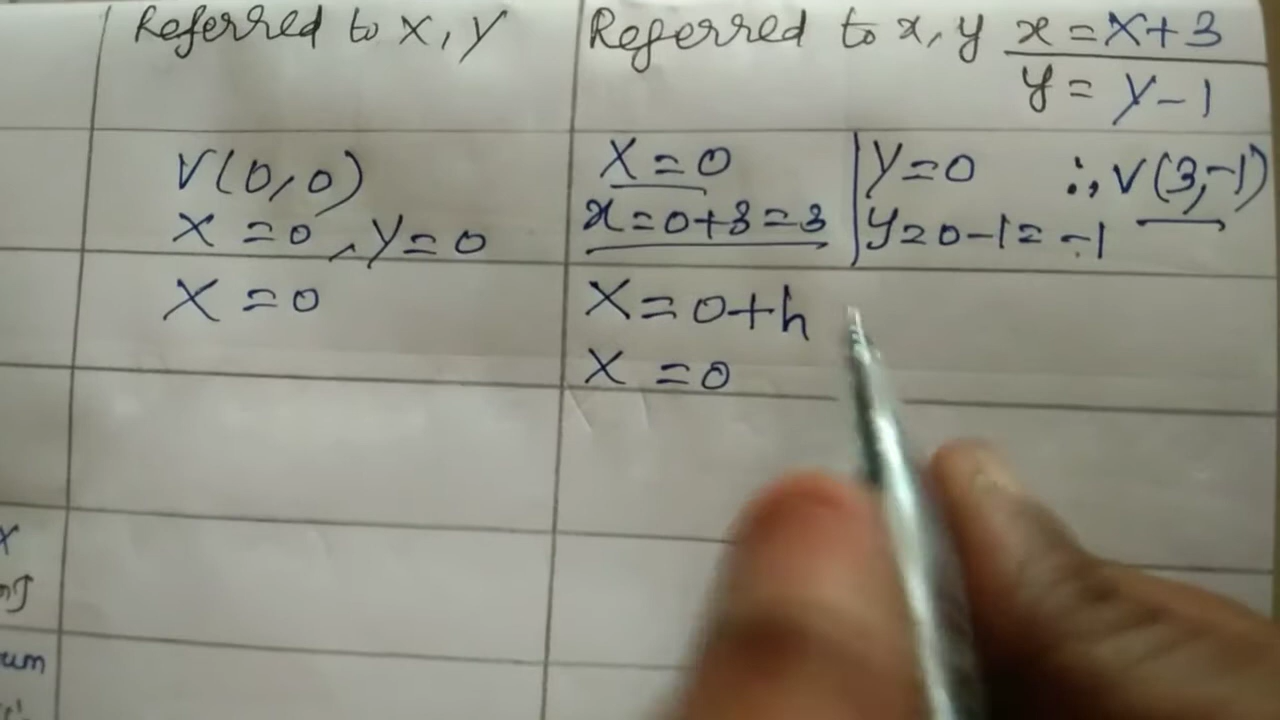 Referred to X, Y
Referred to x, y x = X+3
y = Y-1
V(0,0)
X = 0, Y = 0
X = 0
x = 0+3 = 3
Y = 0
y = 0-1 = -1
∴ V(3,-1)
X = 0
X = 0+h
X = 0
um